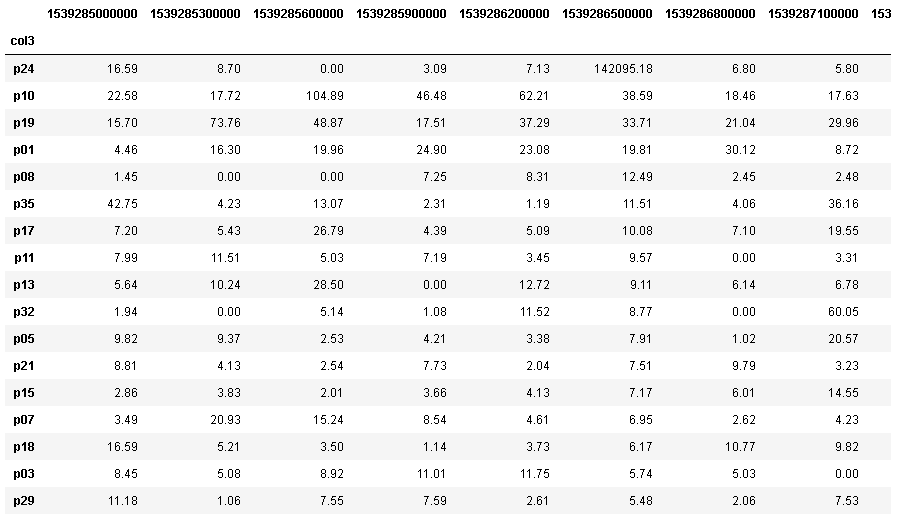 1539285000000 1539285300000 1539285600000 1539285900000 1539286200000 1539286500000 1539286800000 1539287100000 153
col3
p24 16.59 8.70 0.00 3.09 7.13 142095.18 6.80 5.80
p10 22.58 17.72 104.89 46.48 62.21 38.59 18.46 17.63
p19 15.70 73.76 48.87 17.51 37.29 33.71 21.04 29.96
p01 4.46 16.30 19.96 24.90 23.08 19.81 30.12 8.72
p08 1.45 0.00 0.00 7.25 8.31 12.49 2.45 2.48
p35 42.75 4.23 13.07 2.31 1.19 11.51 4.06 36.16
p17 7.20 5.43 26.79 4.39 5.09 10.08 7.10 19.55
p11 7.99 11.51 5.03 7.19 3.45 9.57 0.00 3.31
p13 5.64 10.24 28.50 0.00 12.72 9.11 6.14 6.78
p32 1.94 0.00 5.14 1.08 11.52 8.77 0.00 60.05
p05 9.82 9.37 2.53 4.21 3.38 7.91 1.02 20.57
p21 8.81 4.13 2.54 7.73 2.04 7.51 9.79 3.23
p15 2.86 3.83 2.01 3.66 4.13 7.17 6.01 14.55
p07 3.49 20.93 15.24 8.54 4.61 6.95 2.62 4.23
p18 16.59 5.21 3.50 1.14 3.73 6.17 10.77 9.82
p03 8.45 5.08 8.92 11.01 11.75 5.74 5.03 0.00
p29 11.18 1.06 7.55 7.59 2.61 5.48 2.06 7.53